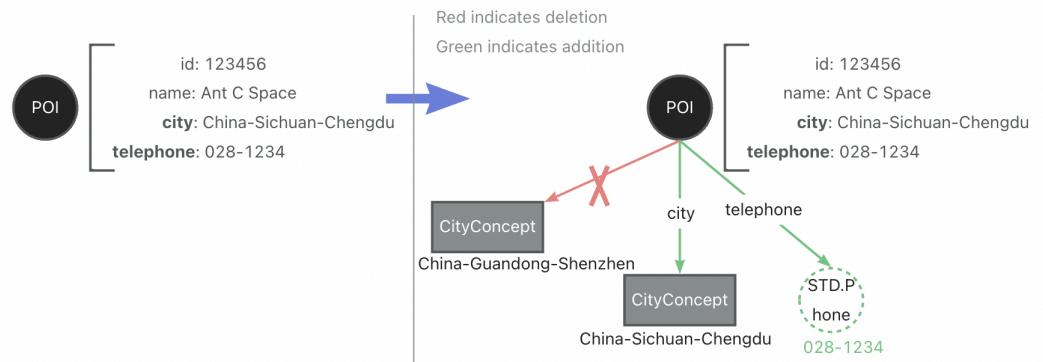 Red indicates deletion
Green indicates addition
POI
id: 123456
name: Ant C Space
city: China-Sichuan-Chengdu
telephone: 028-1234
POI
id: 123456
name: Ant C Space
city: China-Sichuan-Chengdu
telephone: 028-1234
city
telephone
CityConcept
China-Guandong-Shenzhen
CityConcept
China-Sichuan-Chengdu
STD.P
hone
028-1234